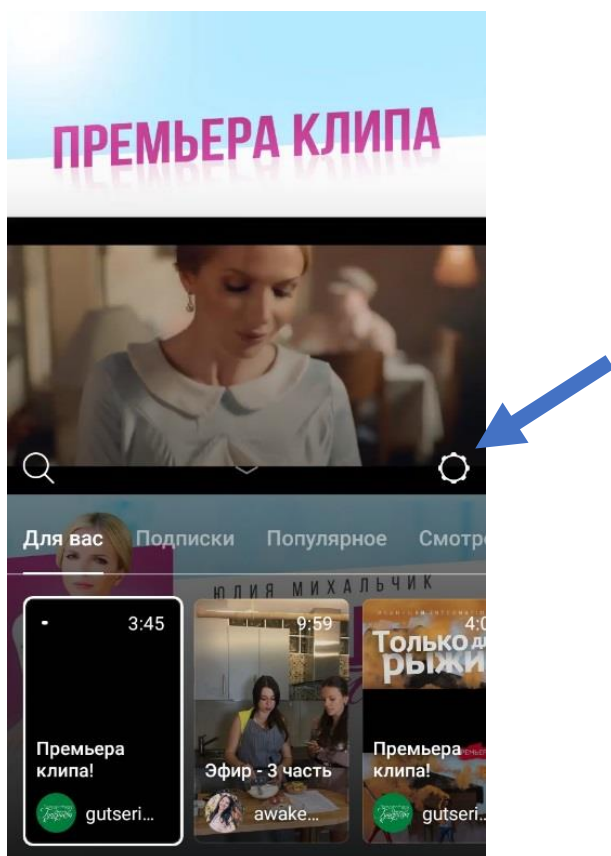 ПРЕМЬЕРА КЛИПА
Для вас Подписки Популярное Смотр
ЮЛИЯ МИХАЛЬЧИК
3:45
9:59
4:0
Только д
рыжи
Премьера
клипа!
gutseri...
Эфир - 3 часть
awake...
Премьера
клипа!
gutseri..